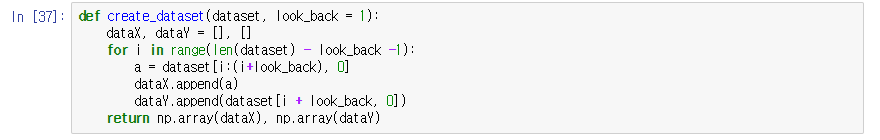 In [37]: def create_dataset(dataset, look_back = 1):
    dataX, dataY = [], []
    for i in range(len(dataset) - look_back -1):
        a = dataset[i:(i+look_back), 0]
        dataX.append(a)
        dataY.append(dataset[i + look_back, 0])
    return np.array(dataX), np.array(dataY)